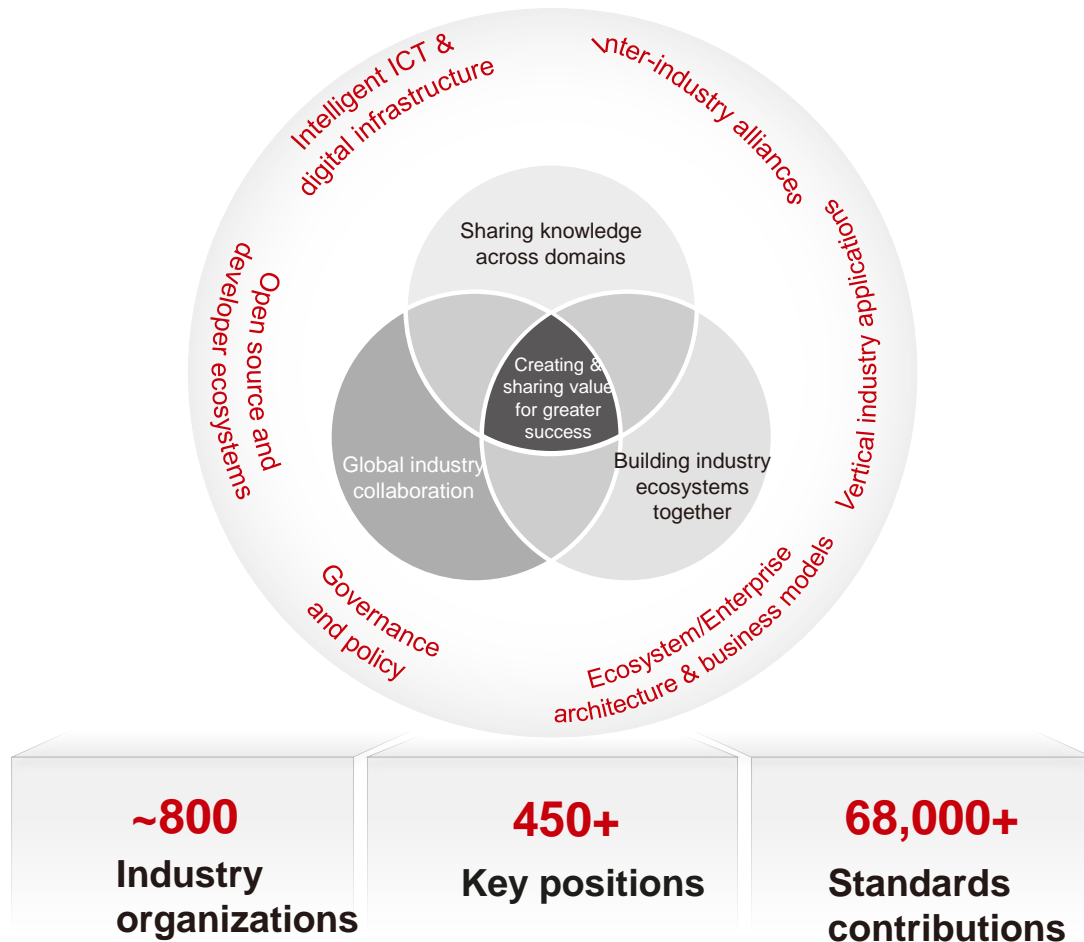 Intelligent ICT &
digital infrastructure
Inter-industry alliances
Vertical industry applications
Ecosystem/Enterprise
architecture & business models
Governance
and policy
Open source and
developer ecosystems
Sharing knowledge
across domains
Creating &
sharing value
for greater
success
Global industry
collaboration
Building industry
ecosystems
together
~800
Industry
organizations
450+
Key positions
68,000+
Standards
contributions